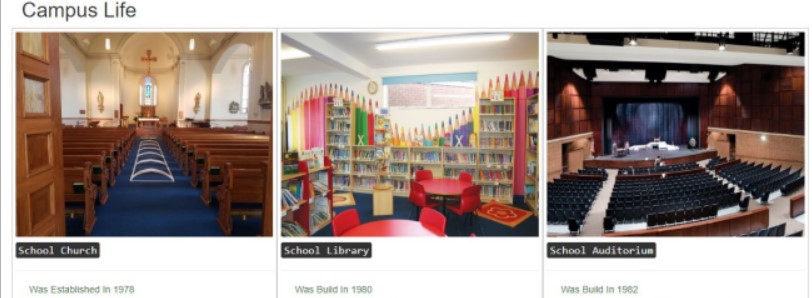 Campus Life
School Church
School Library
School Auditorium
Was Established In 1978
Was Build In 1980
Was Build In 1982